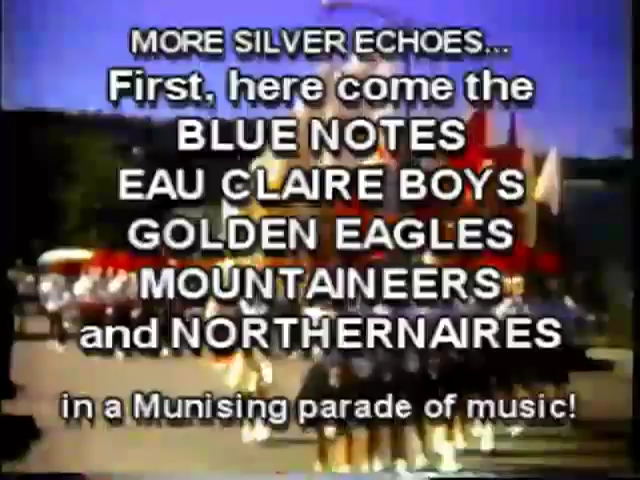 MORE SILVER ECHOES...
First, here come the
BLUE NOTES
EAU CLAIRE BOYS
GOLDEN EAGLES
MOUNTAINEERS
and NORTHERNAIRES
in a Munising parade of music!